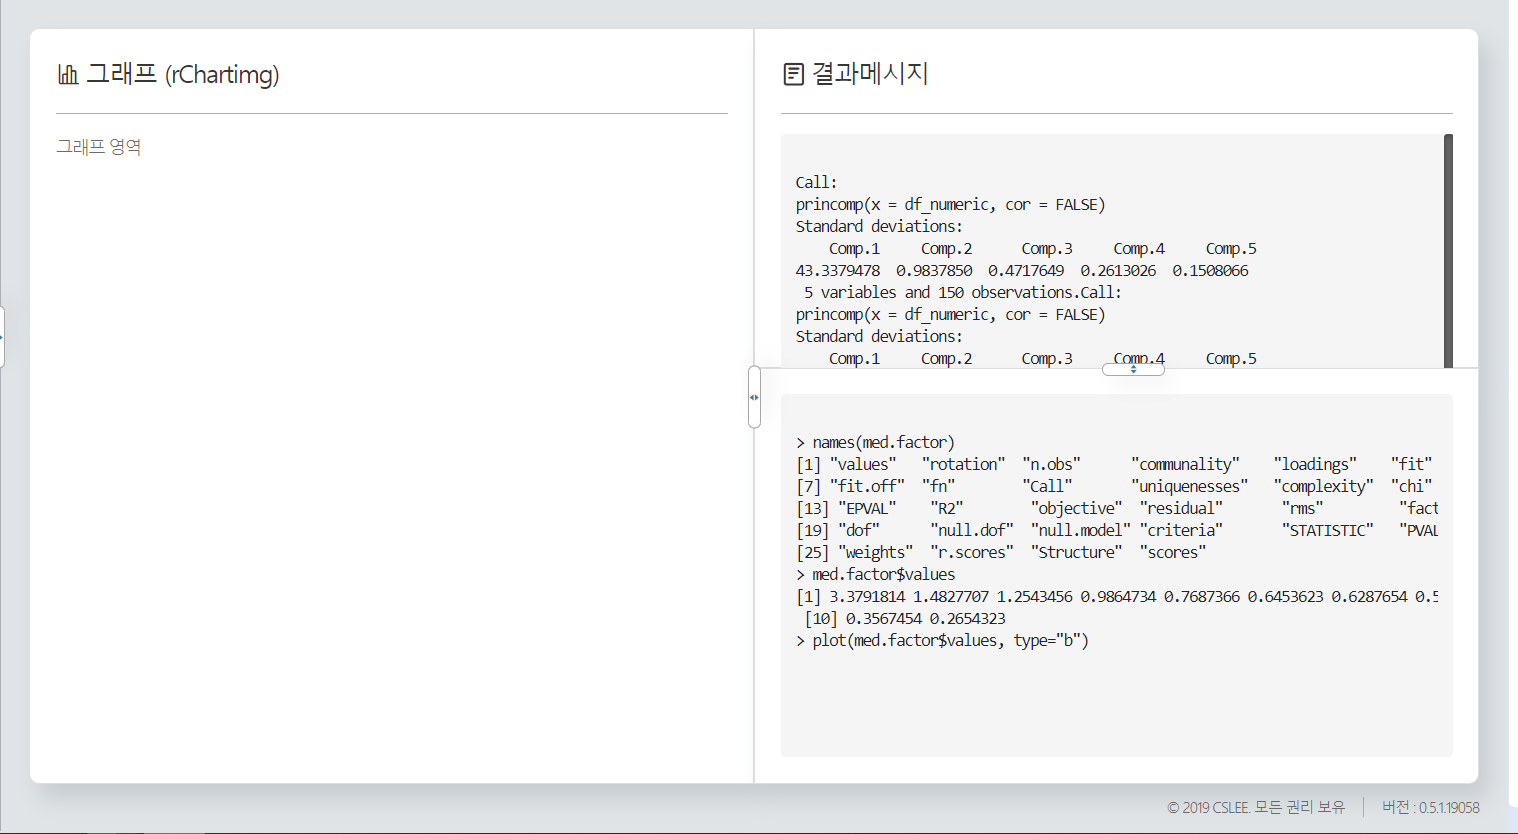 그래프 (rChartimg)
그래프 영역
결과메시지
Call:
princomp(x = df_numeric, cor = FALSE)
Standard deviations:
Comp.1 Comp.2 Comp.3 Comp.4 Comp.5
43.3379478 0.9837850 0.4717649 0.2613026 0.1508066
5 variables and 150 observations.Call:
princomp(x = df_numeric, cor = FALSE)
Standard deviations:
Comp.1 Comp.2 Comp.3 Comp.4 Comp.5
> names(med.factor)
[1] "values" "rotation" "n.obs" "communality" "loadings" "fit"
[7] "fit.off" "fn" "Call" "uniquenesses" "complexity" "chi"
[13] "EPVAL" "R2" "objective" "residual" "rms" "fact
[19] "dof" "null.dof" "null.model" "criteria" "STATISTIC" "PVAL
[25] "weights" "r.scores" "Structure" "scores"
> med.factor$values
[1] 3.3791814 1.4827707 1.2543456 0.9864734 0.7687366 0.6453623 0.6287654 0.5
[10] 0.3567454 0.2654323
> plot(med.factor$values, type="b")
© 2019 CSLEE. 모든 권리 보유
버전 : 0.5.1.19058